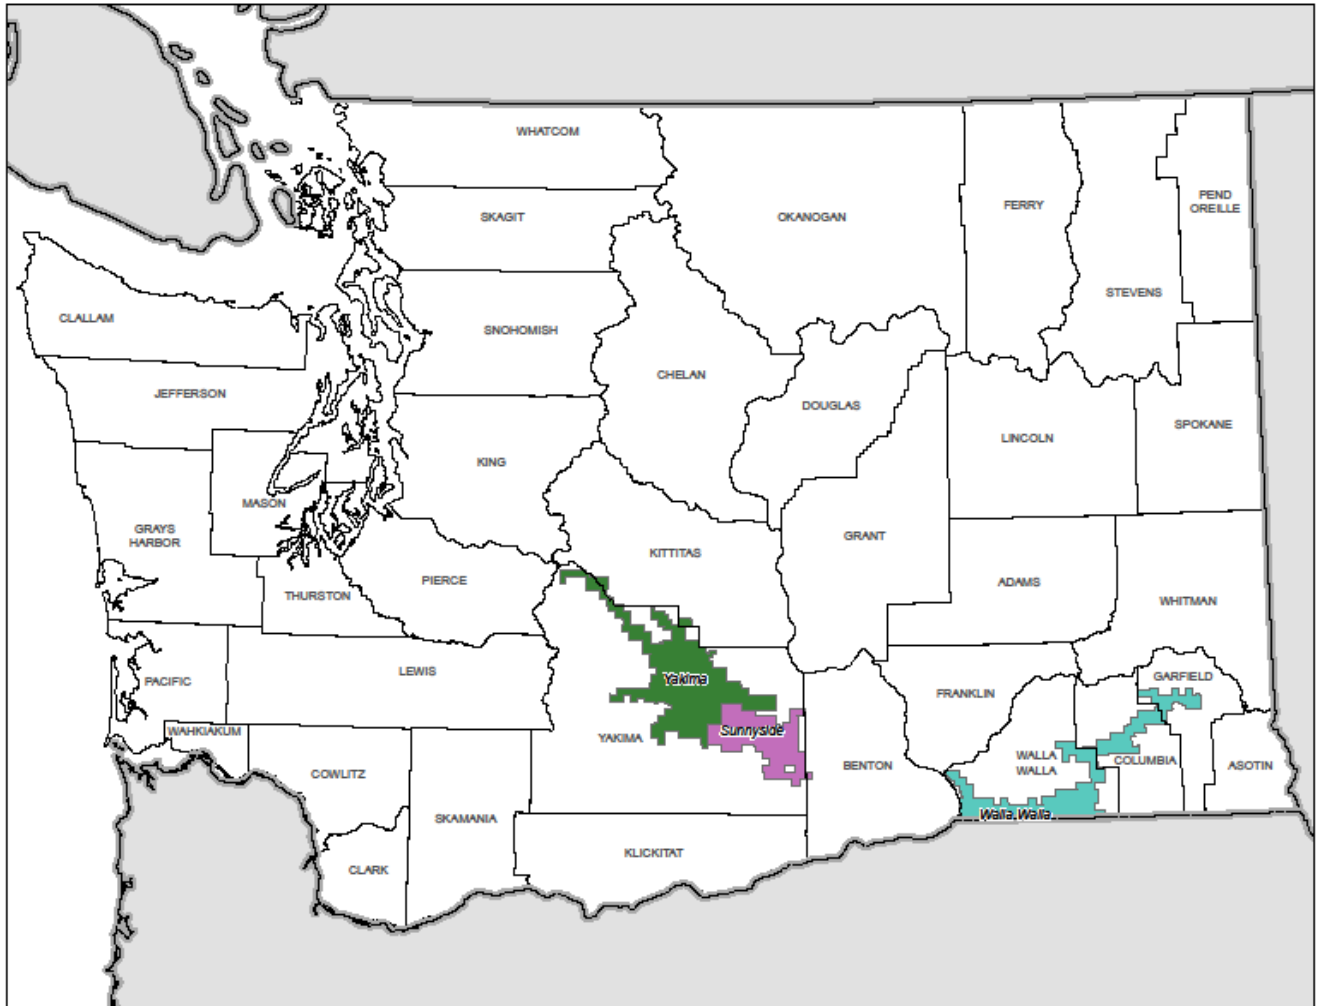 WHATCOM
SKAGIT
OKANOGAN
FERRY
PEND
OREILLE
STEVENS
CLALLAM
SNOHOMISH
CHELAN
JEFFERSON
DOUGLAS
SPOKANE
LINCOLN
KING
MASON
GRAYS
HARBOR
GRANT
KITTITAS
PIERCE
ADAMS
THURSTON
WHITMAN
LEWIS
PACIFIC
Yakima
GARFIELD
FRANKLIN
WAHKIAKUM
YAKIMA
Sunnyside
WALLA
WALLA
COLUMBIA
BENTON
ASOTIN
COWLITZ
SKAMANIA
Walla Walla
KLICKITAT
CLARK